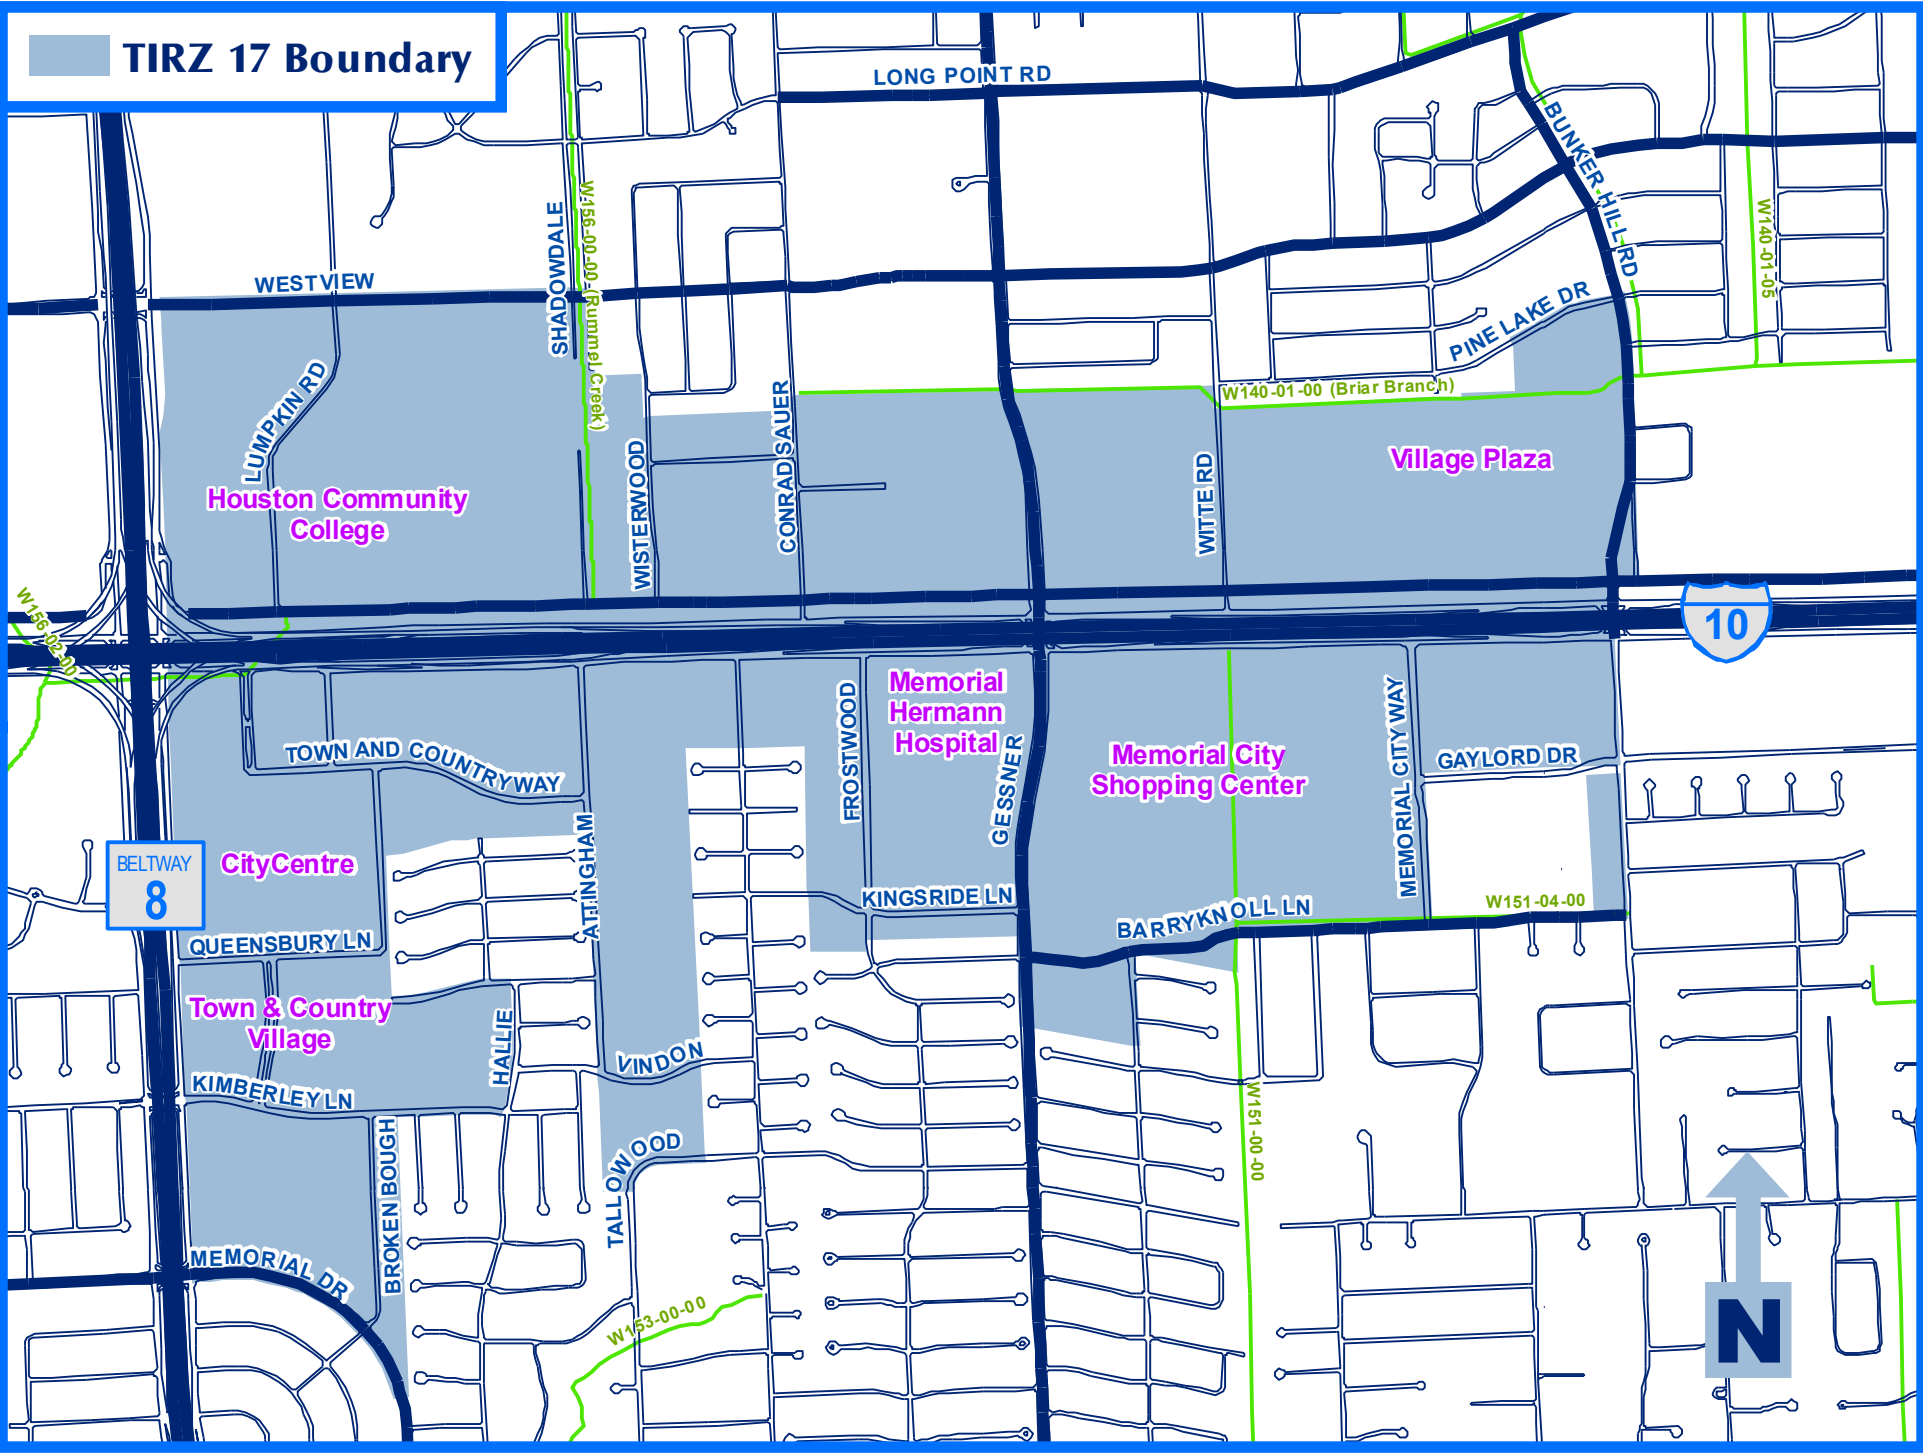 TIRZ 17 Boundary
LONG POINT RD
BUNKER HILL RD
W156-00-00 (Rummel Creek)
SHADOWDALE
W140-01-05
WESTVIEW
PINE LAKE DR
LUMPKIN RD
W140-01-00 (Briar Branch)
CONRAD SAUER
WISTERWOOD
WITTE RD
Village Plaza
Houston Community
College
W156-02-00
10
Memorial
Hermann
Hospital
FROSTWOOD
GESSNER
MEMORIAL CITY WAY
Memorial City
Shopping Center
GAYLORD DR
TOWN AND COUNTRY WAY
ATTINGHAM
BELTWAY
8
CityCentre
KINGSRIDE LN
BARRYKNOLL LN
W151-04-00
QUEENSBURY LN
Town & Country
Village
HALLIE
VINDON
KIMBERLEY LN
BROKEN BOUGH
TALLOWOOD
W151-00-00
MEMORIAL DR
W153-00-00
N